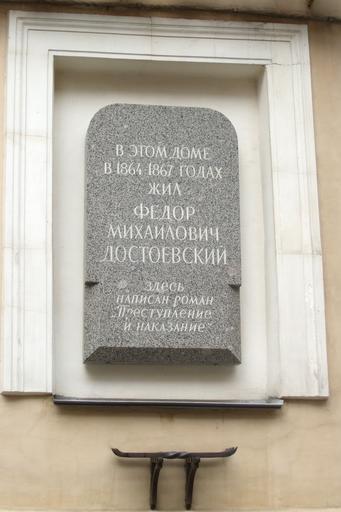 В ЭТОМ ДОМЕ
В 1864-1867 ГОДАХ
ЖИЛ
ФЕДОР
МИХАЙЛОВИЧ
ДОСТОЕВСКИЙ
ЗДЕСЬ
НАПИСАН РОМАН
"Преступление
и НАКАЗАНИЕ"